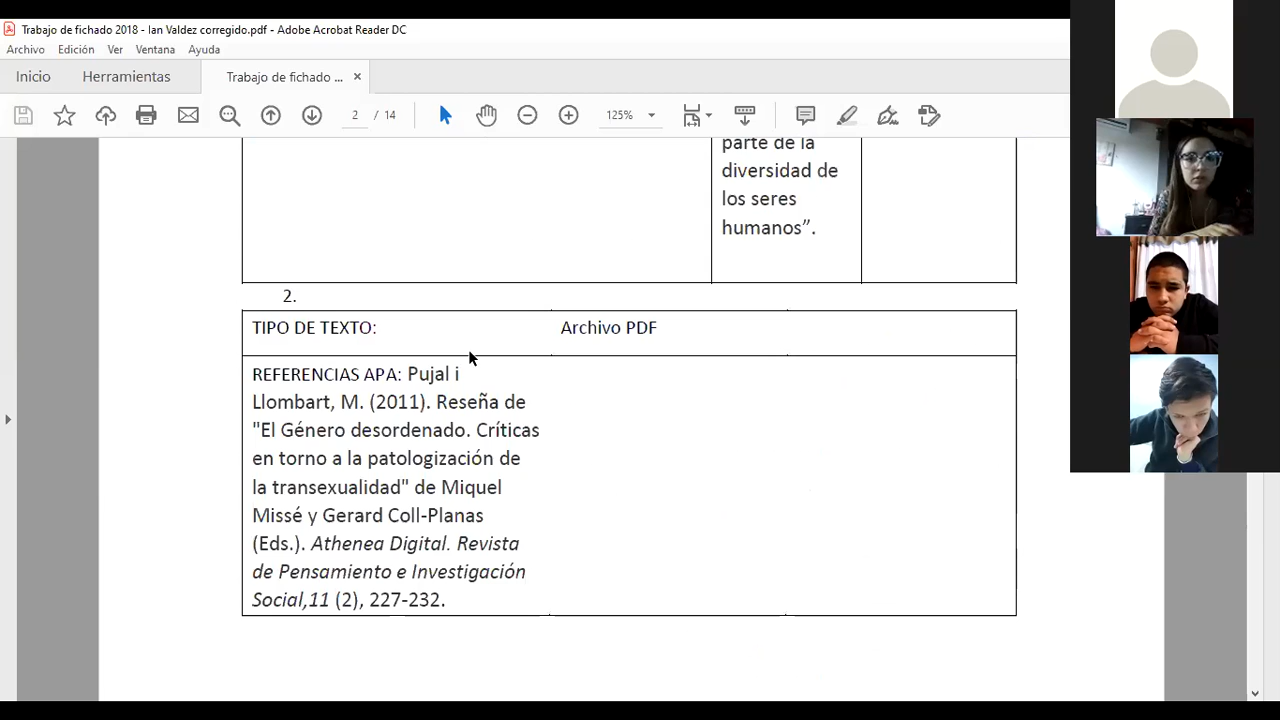 Trabajo de fichado 2018 - Ian Valdez corregido.pdf - Adobe Acrobat Reader DC
Archivo Edición Ver Ventana Ayuda
Inicio Herramientas Trabajo de fichado ... ×
2 / 14 125%
parte de la
diversidad de
los seres
humanos”.
2.
TIPO DE TEXTO: Archivo PDF
REFERENCIAS APA: Pujal i
Llombart, M. (2011). Reseña de
"El Género desordenado. Críticas
en torno a la patologización de
la transexualidad" de Miquel
Missé y Gerard Coll-Planas
(Eds.). Athenea Digital. Revista
de Pensamiento e Investigación
Social,11 (2), 227-232.